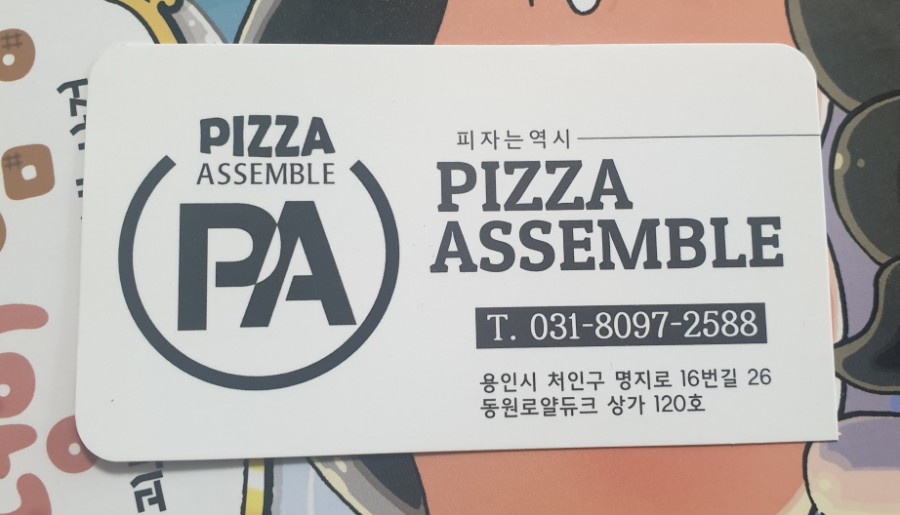 PIZZA
ASSEMBLE
PA
피자는역시
PIZZA
ASSEMBLE
T. 031-8097-2588
용인시 처인구 명지로 16번길 26
동원로얄듀크 상가 120호